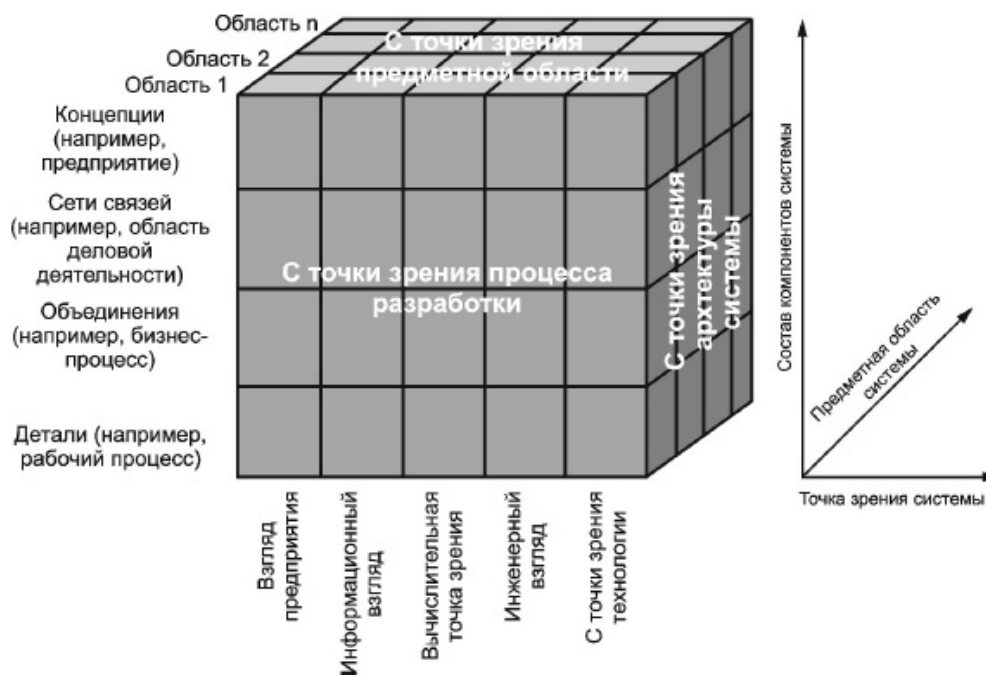 Область n
Область 2
Область 1
С точки зрения
предметной области
Концепции
(например,
предприятие)
Сети связей
(например, область
деловой
деятельности)
Объединения
(например, бизнес-
процесс)
Детали (например,
рабочий процесс)
С точки зрения процесса
разработки
С точки зрения
архтектуры
системы
Взгляд
предприятия
Информационный
взгляд
Вычислительная
точка зрения
Инженерный
взгляд
С точки зрения
технологии
Состав компонентов системы
Предметная область
системы
Точка зрения системы